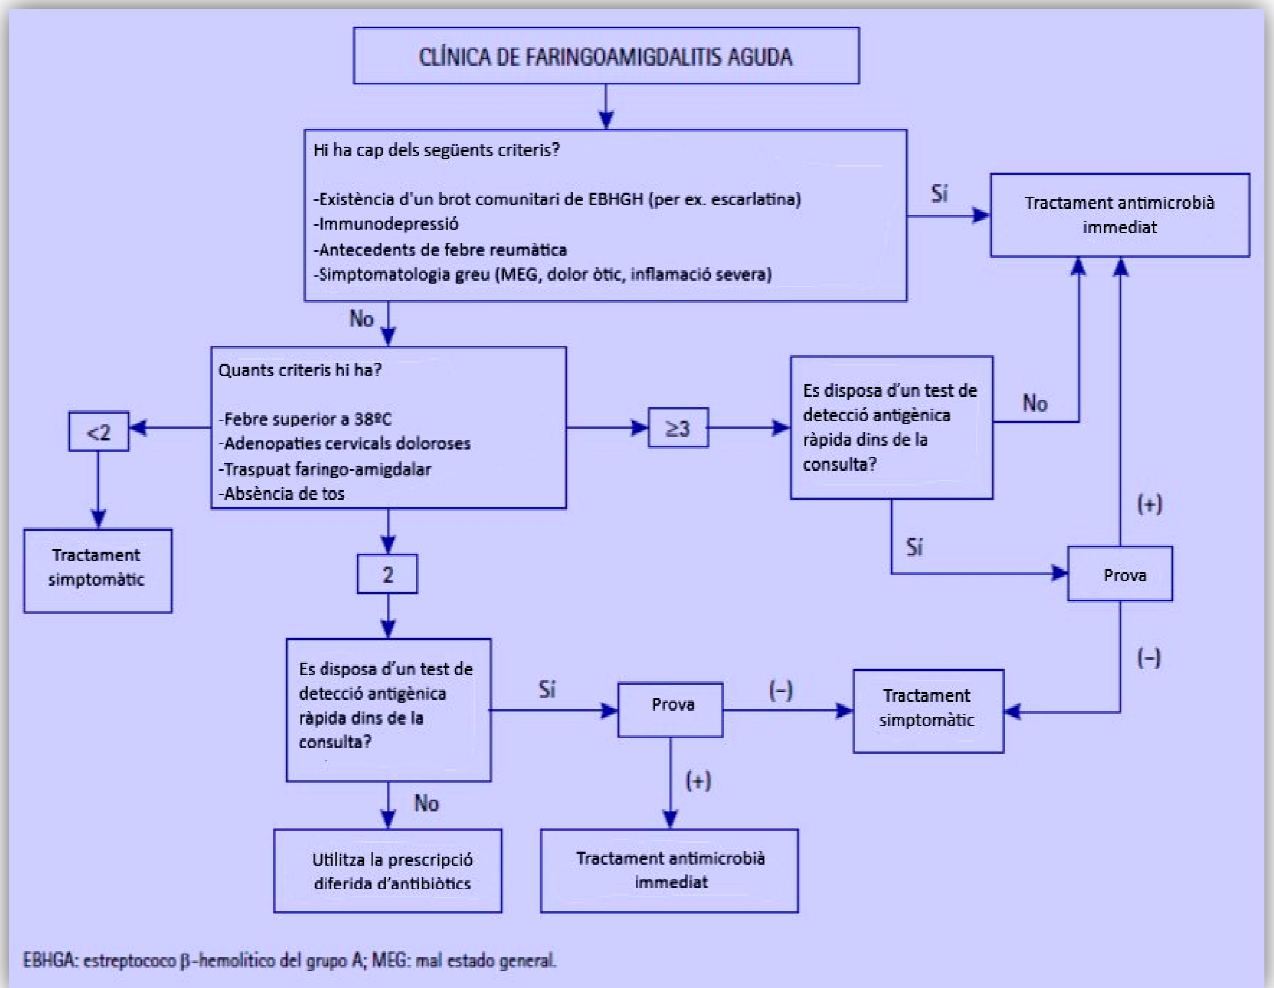 CLÍNICA DE FARINGOAMIGDALITIS AGUDA
Hi ha cap dels següents criteris?
-Existència d'un brot comunitari de EBHGH (per ex. escarlatina)
-Immunodepressió
-Antecedents de febre reumàtica
-Simptomatologia greu (MEG, dolor òtic, inflamació severa)
Sí
Tractament antimicrobià
immediat
No
Quants criteris hi ha?
-Febre superior a 38ºC
-Adenopaties cervicals doloroses
-Traspuat faringo-amigdalar
-Absència de tos
<2
Tractament
simptomàtic
≥3
Es disposa d'un test de
detecció antigènica
ràpida dins de la
consulta?
No
Sí
Prova
(+)
(–)
2
Es disposa d'un test de
detecció antigènica
ràpida dins de la
consulta?
Sí
Prova
(–)
Tractament
simptomàtic
(+)
Tractament antimicrobià
immediat
No
Utilitza la prescripció
diferida d'antibiòtics
EBHGA: estreptococo β-hemolítico del grupo A; MEG: mal estado general.